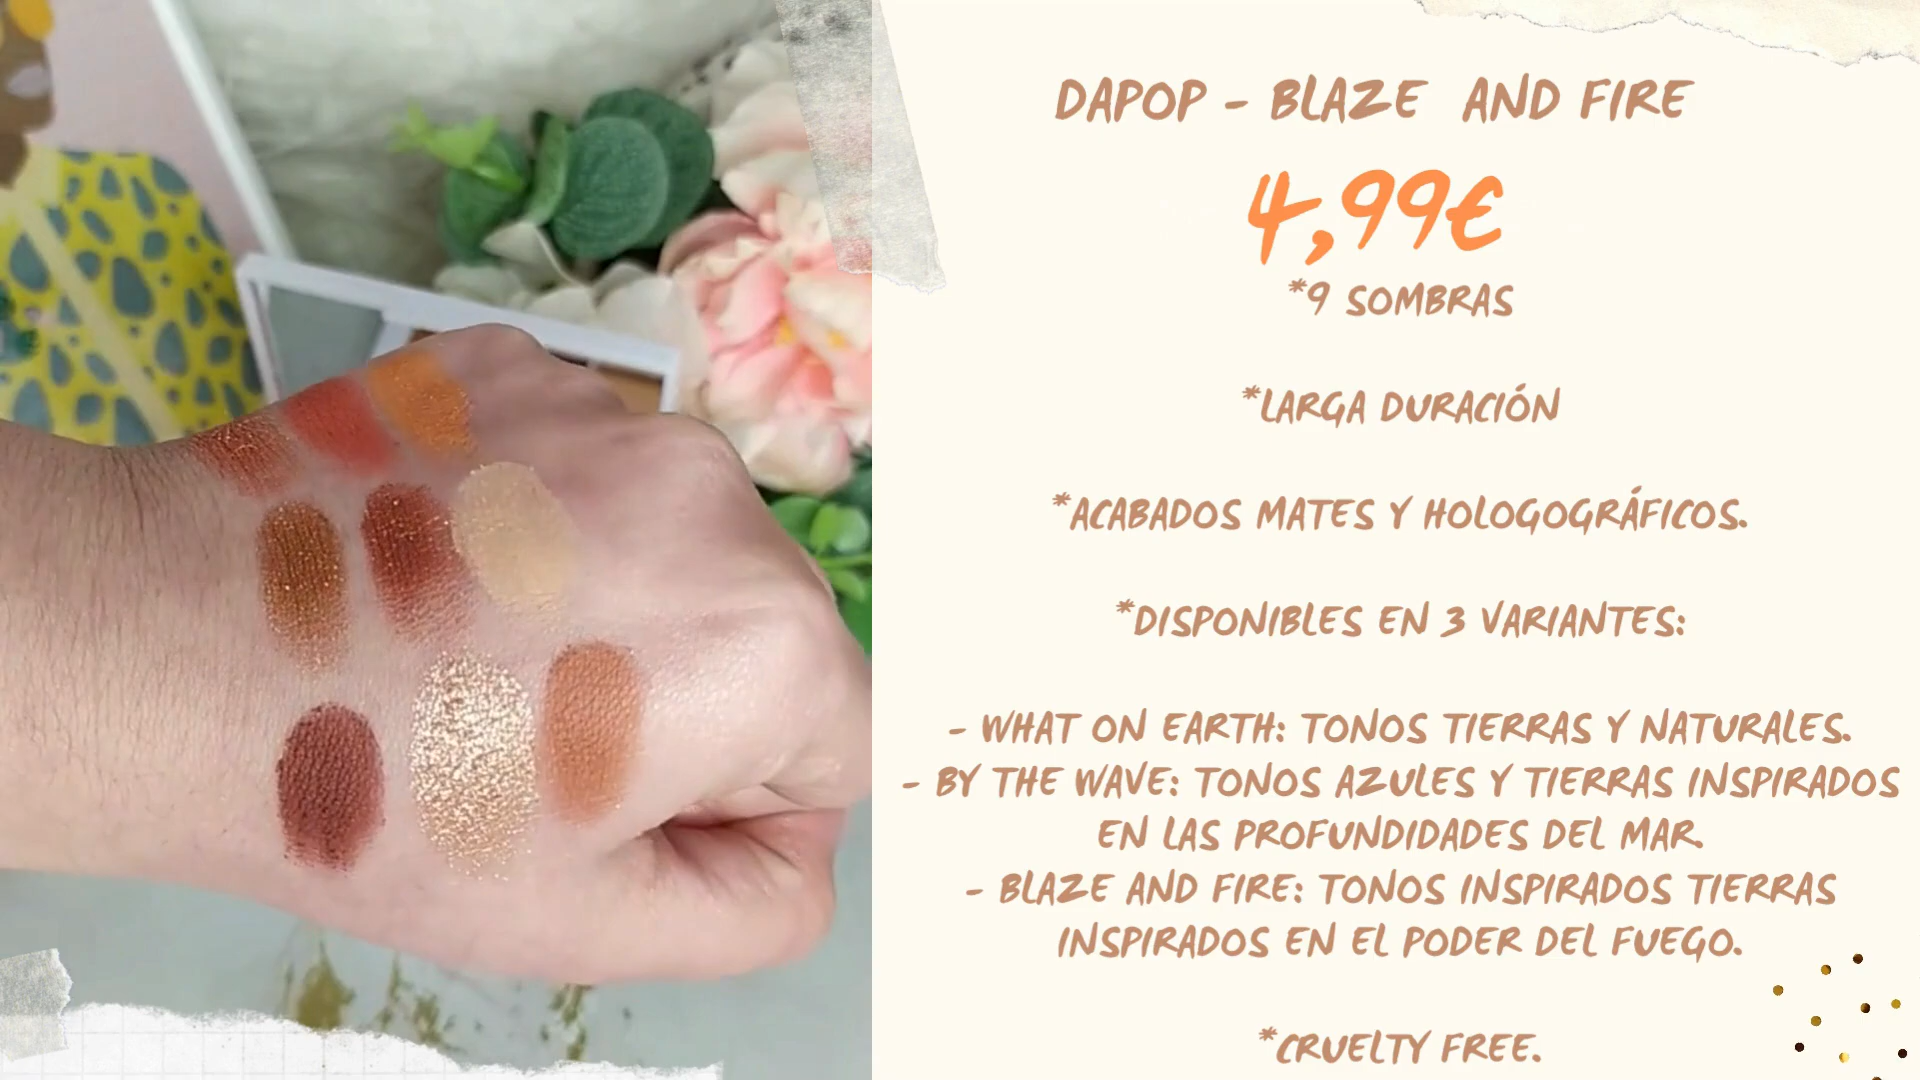 DAPOP - BLAZE AND FIRE
4,99€
*9 SOMBRAS
*LARGA DURACIÓN
*ACABADOS MATES Y HOLOGOGRÁFICOS.
*DISPONIBLES EN 3 VARIANTES:
- WHAT ON EARTH: TONOS TIERRAS Y NATURALES.
- BY THE WAVE: TONOS AZULES Y TIERRAS INSPIRADOS
EN LAS PROFUNDIDADES DEL MAR.
- BLAZE AND FIRE: TONOS INSPIRADOS TIERRAS
INSPIRADOS EN EL PODER DEL FUEGO.
*CRUELTY FREE.